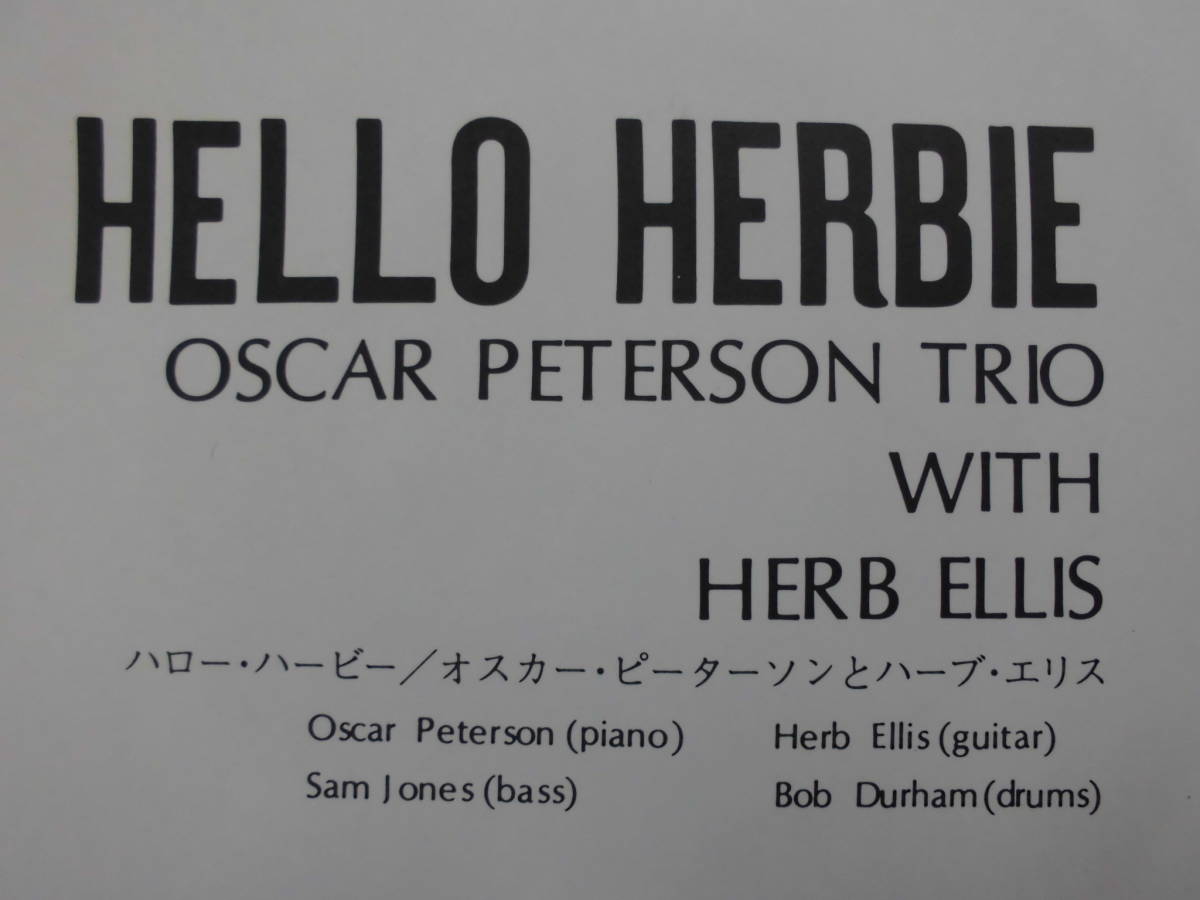 HELLO HERBIE
OSCAR PETERSON TRIO
WITH
HERB ELLIS
ハロー・ハービー／オスカー・ピーターソンとハーブ・エリス
Oscar Peterson (piano) Herb Ellis (guitar)
Sam Jones (bass) Bob Durham (drums)